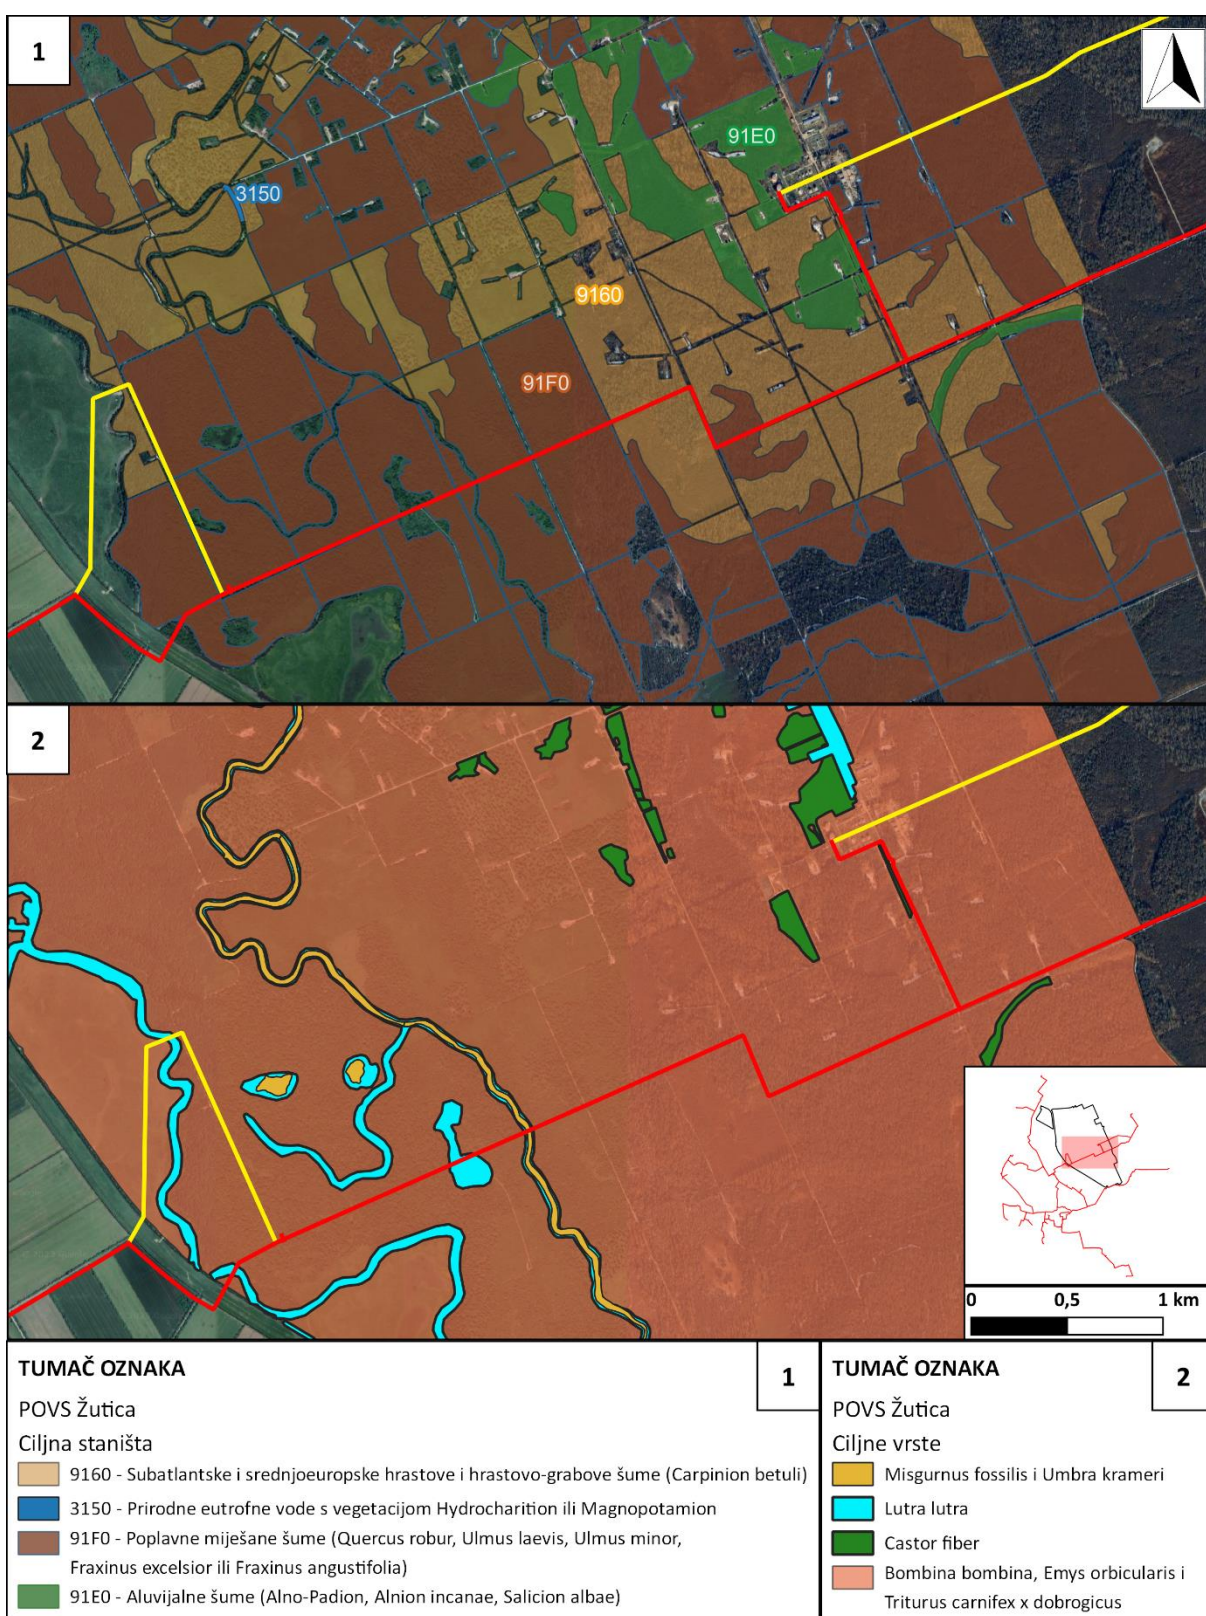 1
91E0
3150
9160
91F0
2
0 0,5 1 km
TUMAČ OZNAKA
1
POVS Žutica
Ciljna staništa
9160 - Subatlantske i srednjoeuropske hrastove i hrastovo-grabove šume (Carpinion betuli)
3150 - Prirodne eutrofne vode s vegetacijom Hydrocharition ili Magnopotamion
91F0 - Poplavne miješane šume (Quercus robur, Ulmus laevis, Ulmus minor,
Fraxinus excelsior ili Fraxinus angustifolia)
91E0 - Aluvijalne šume (Alno-Padion, Alnion incanae, Salicion albae)
TUMAČ OZNAKA
2
POVS Žutica
Ciljne vrste
Misgurnus fossilis i Umbra krameri
Lutra lutra
Castor fiber
Bombina bombina, Emys orbicularis i
Triturus carnifex x dobrogicus